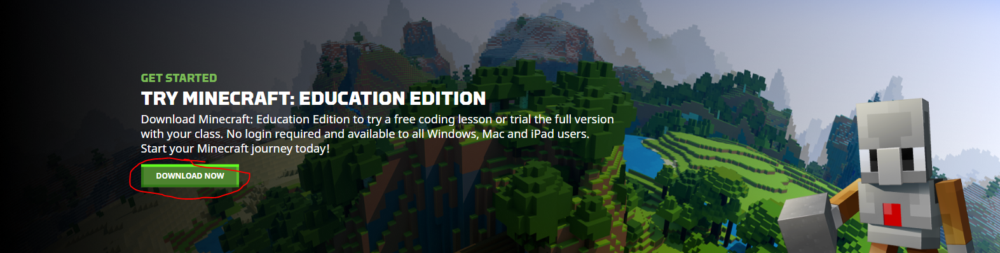 GET STARTED
TRY MINECRAFT: EDUCATION EDITION
Download Minecraft: Education Edition to try a free coding lesson or trial the full version
with your class. No login required and available to all Windows, Mac and iPad users.
Start your Minecraft journey today!
DOWNLOAD NOW